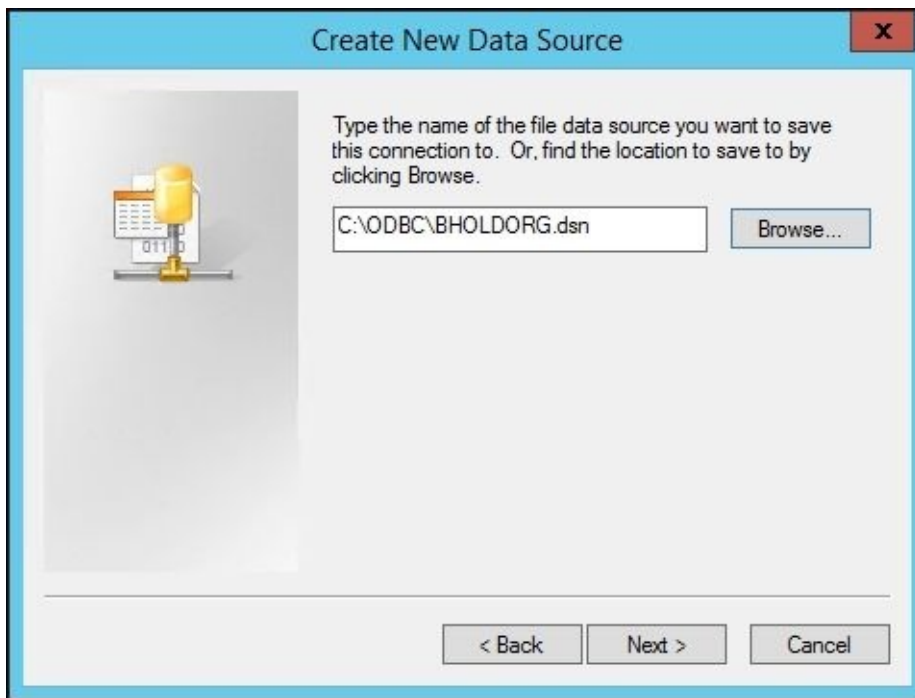 Create New Data Source
x
Type the name of the file data source you want to save
this connection to. Or, find the location to save to by
clicking Browse.
C:\ODBC\BHOLDORG.dsn
Browse...
< Back
Next >
Cancel